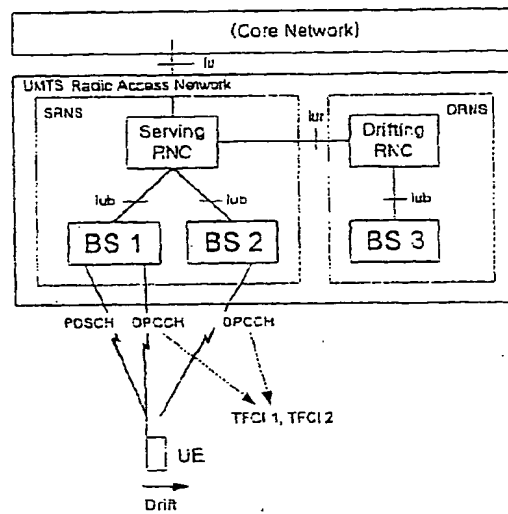 (Core Network)
Iu
UMTS Radio Access Network
SRNS
Serving RNC
Iur
Drifting RNC
DRNS
Iub
Iub
Iub
BS 1
BS 2
BS 3
PDSCH
DPCCH
DPCCH
TFCI 1, TFCI 2
UE
Drift